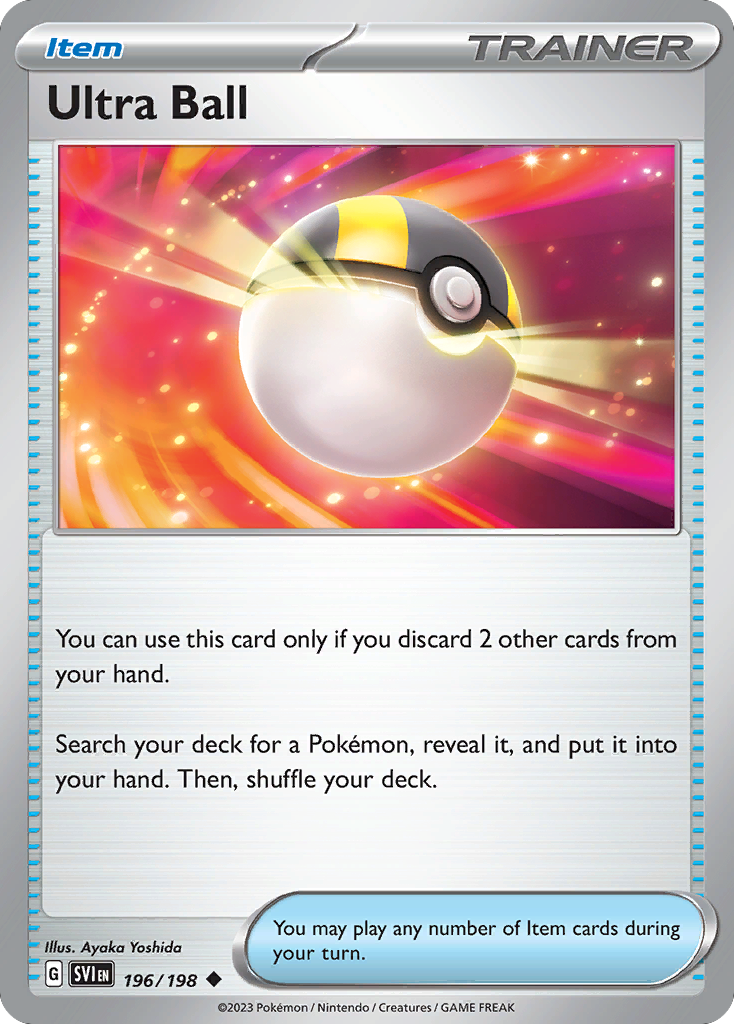 Item
TRAINER
Ultra Ball
You can use this card only if you discard 2 other cards from
your hand.
Search your deck for a Pokémon, reveal it, and put it into
your hand. Then, shuffle your deck.
You may play any number of Item cards during
your turn.
Illus. Ayaka Yoshida
G SVI EN 196/198 ◆
©2023 Pokémon / Nintendo / Creatures / GAME FREAK